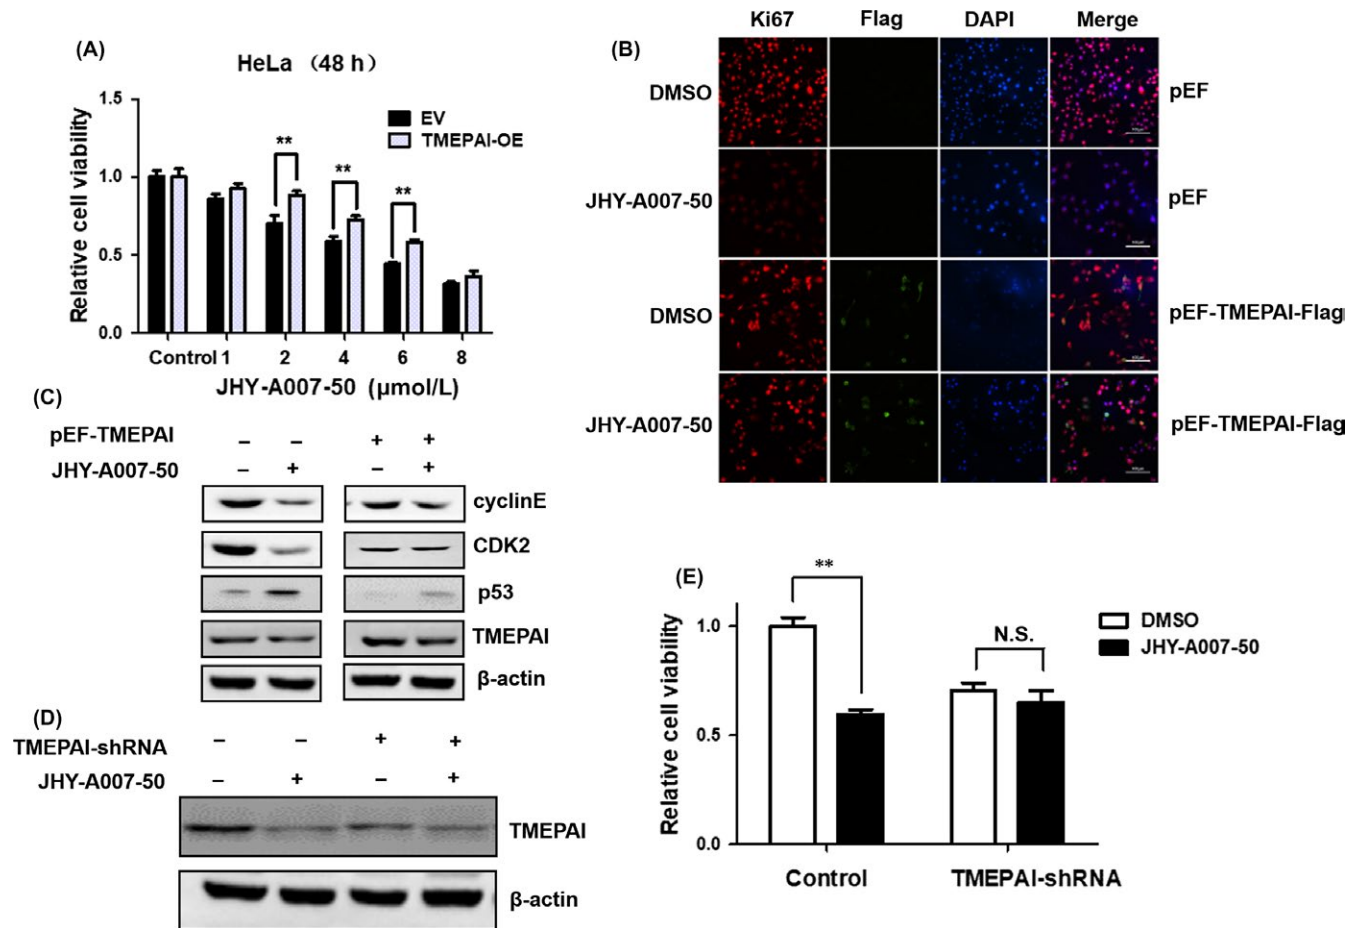 (A)
HeLa （48 h）
Relative cell viability
1.5
1.0
0.5
0.0
EV
TMEPAI-OE
** ** **
Control 1 2 4 6 8
JHY-A007-50 (μmol/L)
(B)
Ki67 Flag DAPI Merge
DMSO pEF
JHY-A007-50 pEF
DMSO pEF-TMEPAI-Flag
JHY-A007-50 pEF-TMEPAI-Flag
(C)
pEF-TMEPAI – – + +
JHY-A007-50 – + – +
cyclinE
CDK2
p53
TMEPAI
β-actin
(D)
TMEPAI-shRNA – – + +
JHY-A007-50 – + – +
TMEPAI
β-actin
(E)
Relative cell viability
1.0
0.5
0.0
**
N.S.
DMSO
JHY-A007-50
Control TMEPAI-shRNA